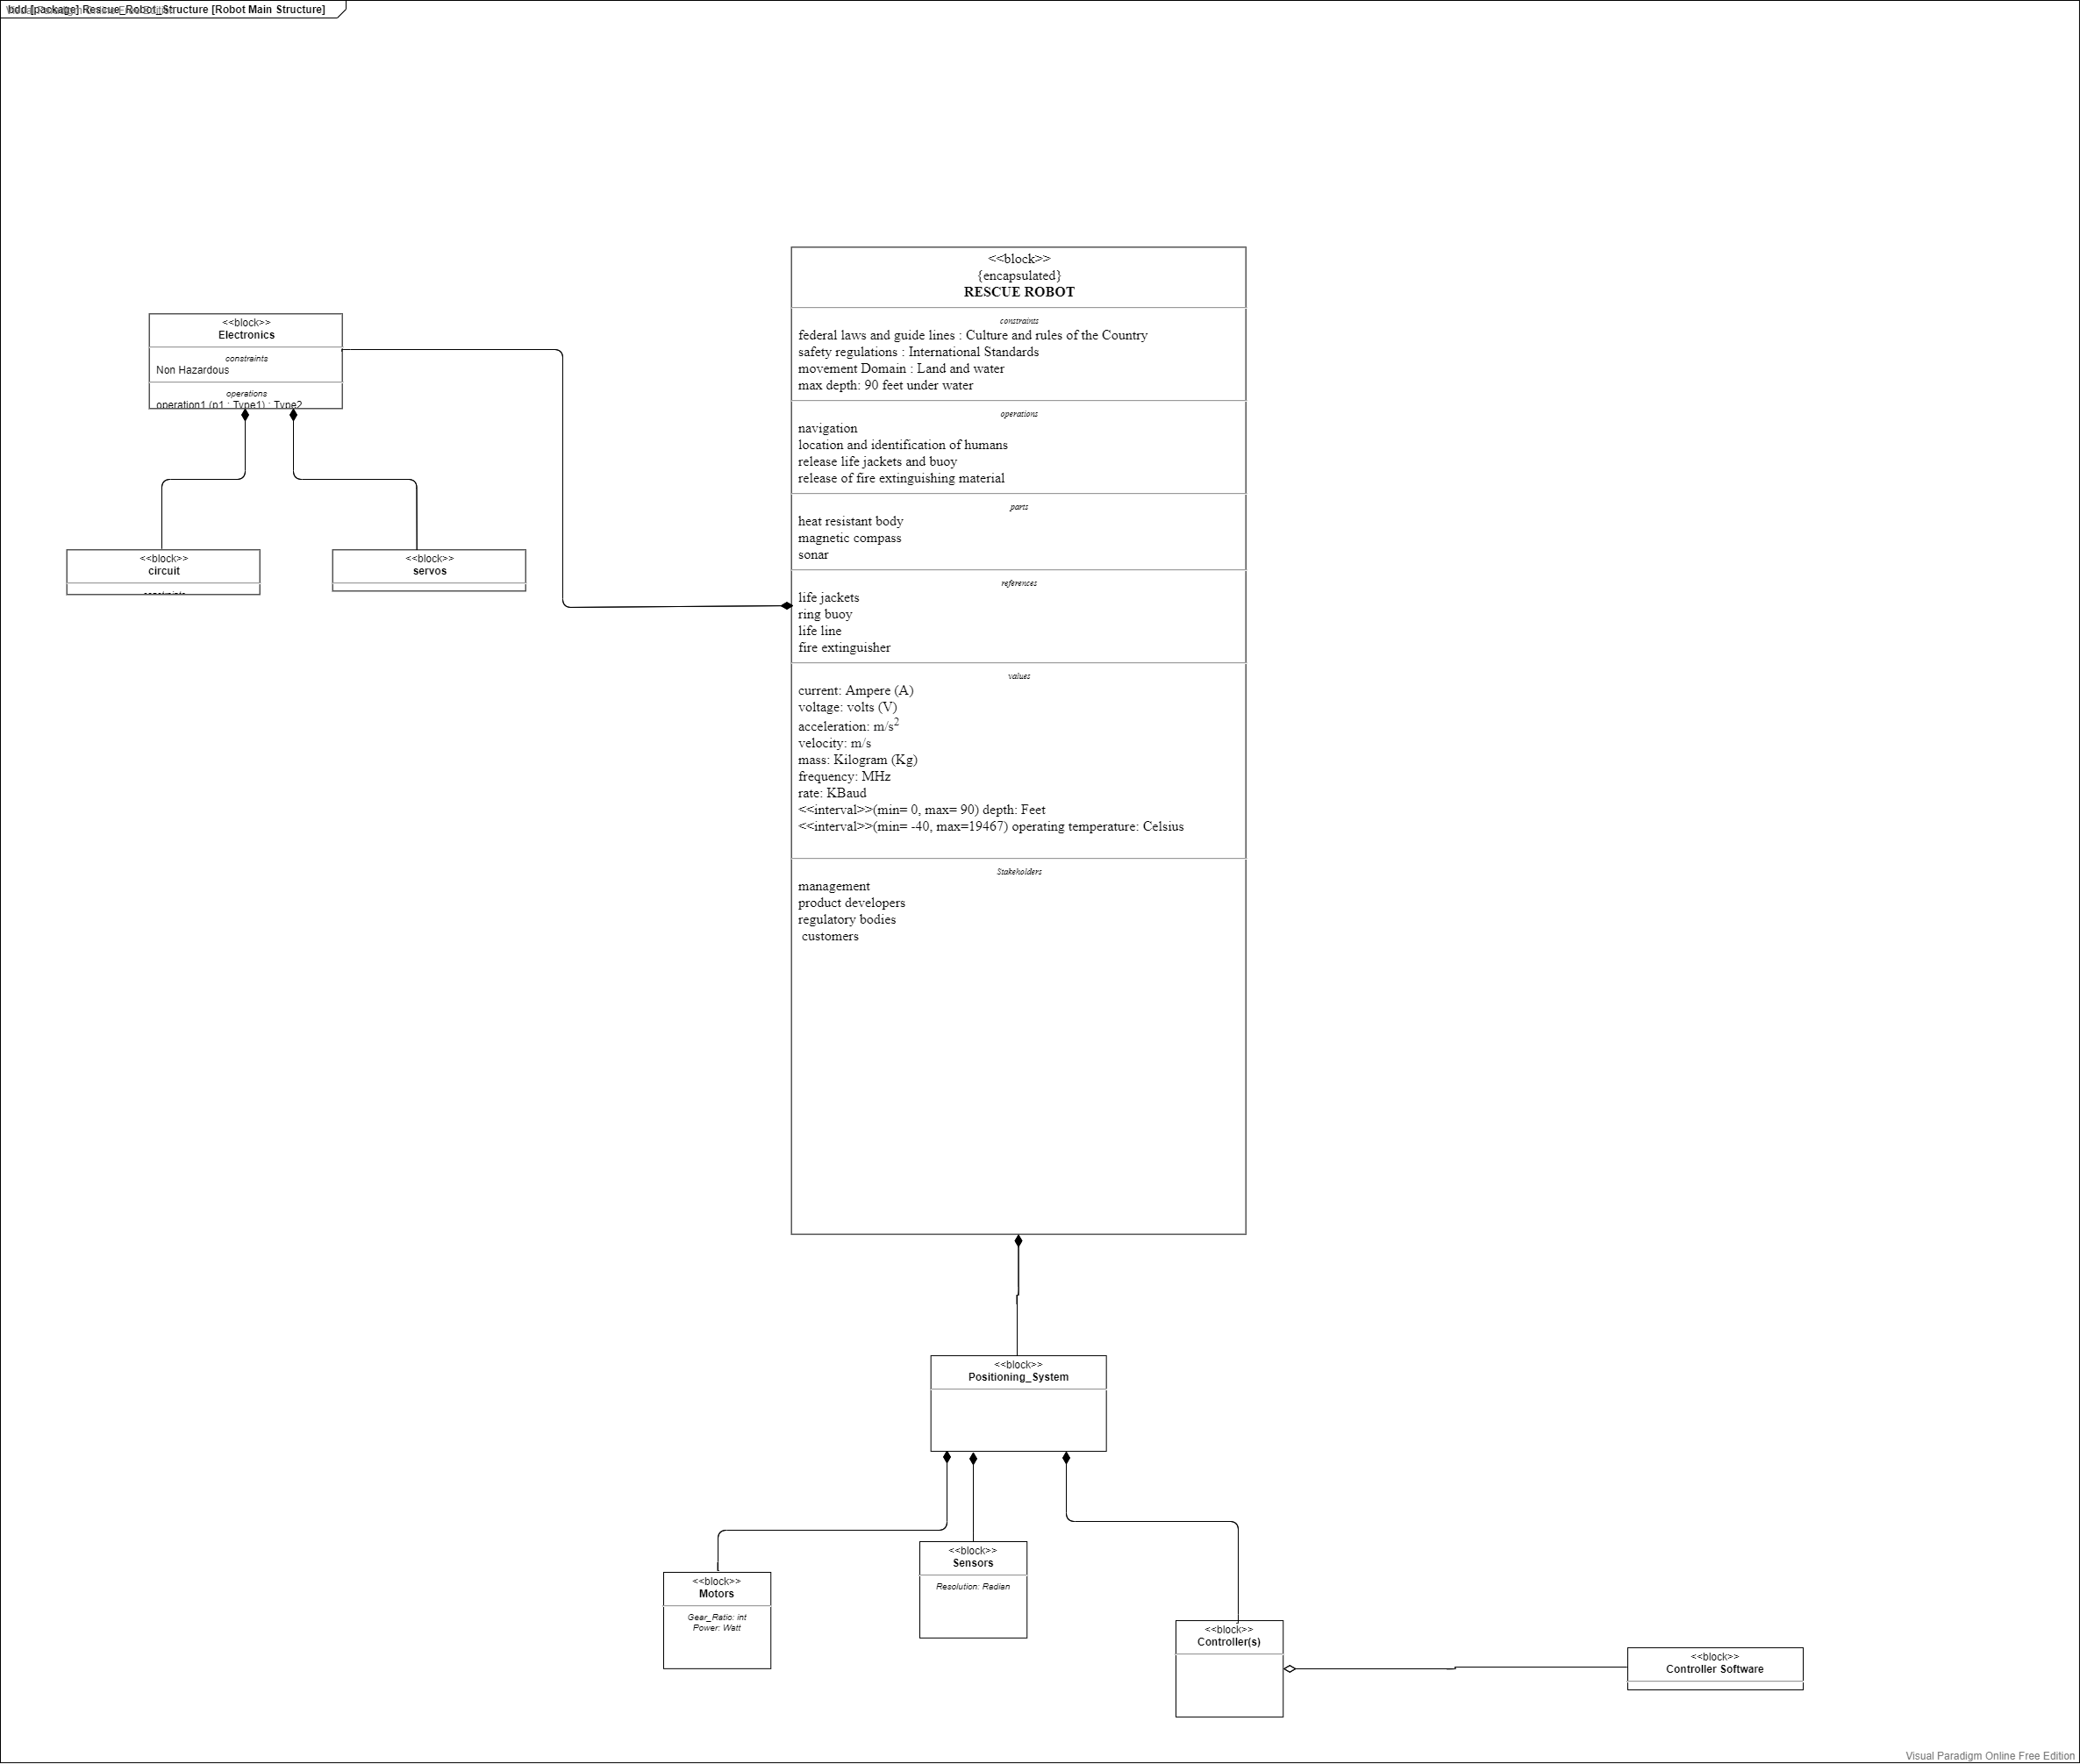 bdd [package] Rescue_Robot_Structure [Robot Main Structure]
<<block>>
{encapsulated}
RESCUE ROBOT
constraints
federal laws and guide lines : Culture and rules of the Country
safety regulations : International Standards
movement Domain : Land and water
max depth: 90 feet under water
operations
navigation
location and identification of humans
release life jackets and buoy
release of fire extinguishing material
parts
heat resistant body
magnetic compass
sonar
references
life jackets
ring buoy
life line
fire extinguisher
values
current: Ampere (A)
voltage: volts (V)
acceleration: m/s²
velocity: m/s
mass: Kilogram (Kg)
frequency: MHz
rate: KBaud
<<interval>>(min= 0, max= 90) depth: Feet
<<interval>>(min= -40, max=19467) operating temperature: Celsius
Stakeholders
management
product developers
regulatory bodies
customers
<<block>>
Electronics
constraints
Non Hazardous
operations
operation1 (p1 : Type1) : Type2
<<block>>
circuit
constraints
<<block>>
servos
<<block>>
Positioning_System
<<block>>
Motors
Gear_Ratio: int
Power: Watt
<<block>>
Sensors
Resolution: Radian
<<block>>
Controller(s)
<<block>>
Controller Software
Visual Paradigm Online Free Edition